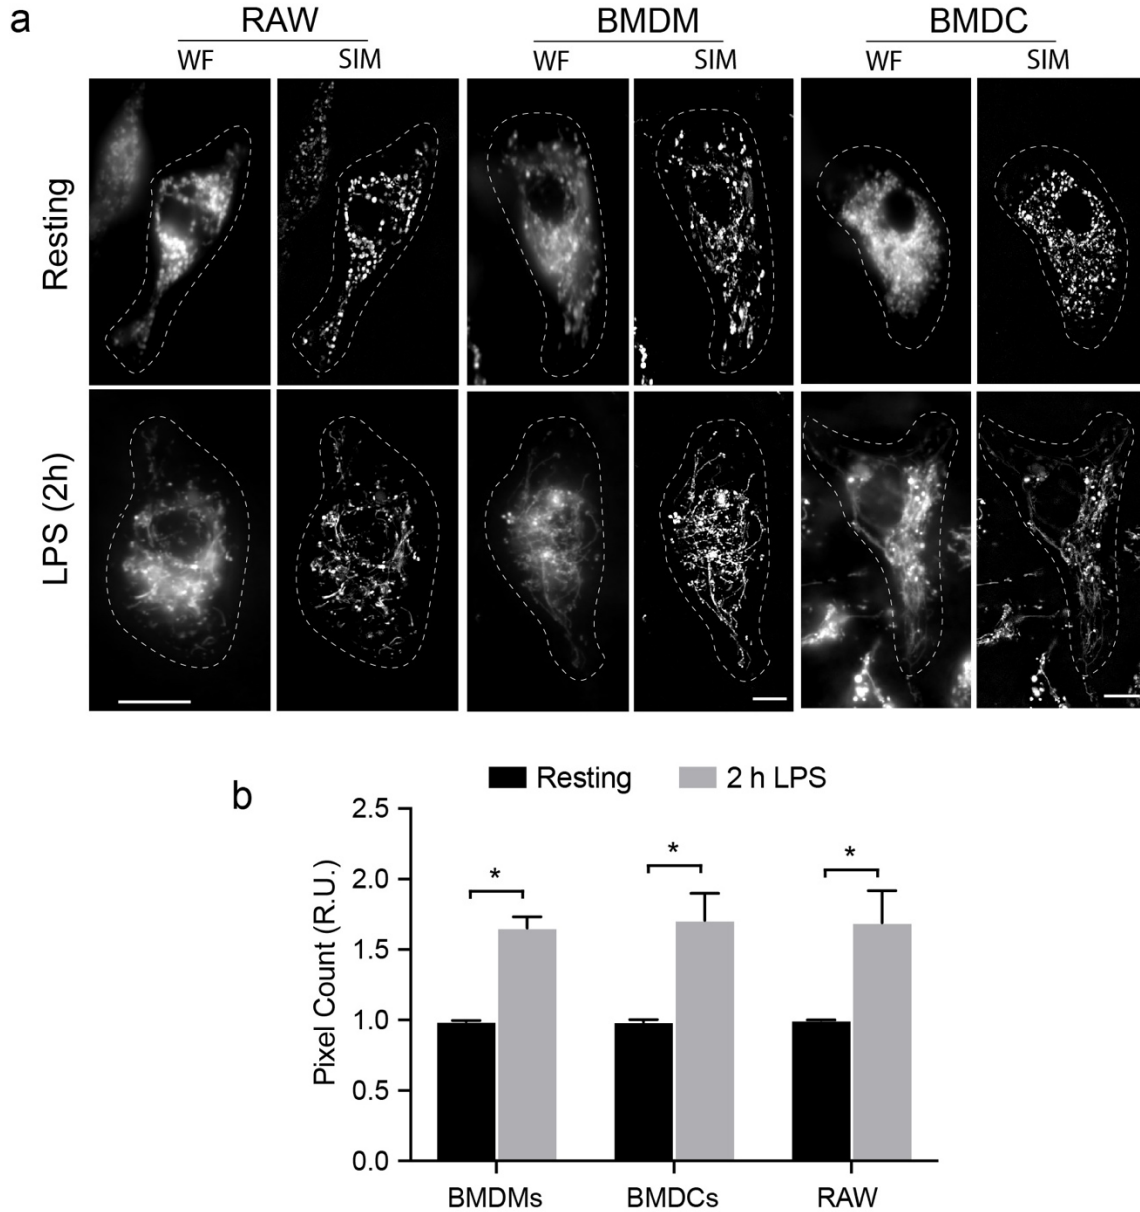 a
RAW BMDM BMDC
WF SIM WF SIM WF SIM
Resting
LPS (2h)
b
Resting 2 h LPS
Pixel Count (R.U.)
2.5
2.0
1.5
1.0
0.5
0.0
* * *
BMDMs BMDCs RAW